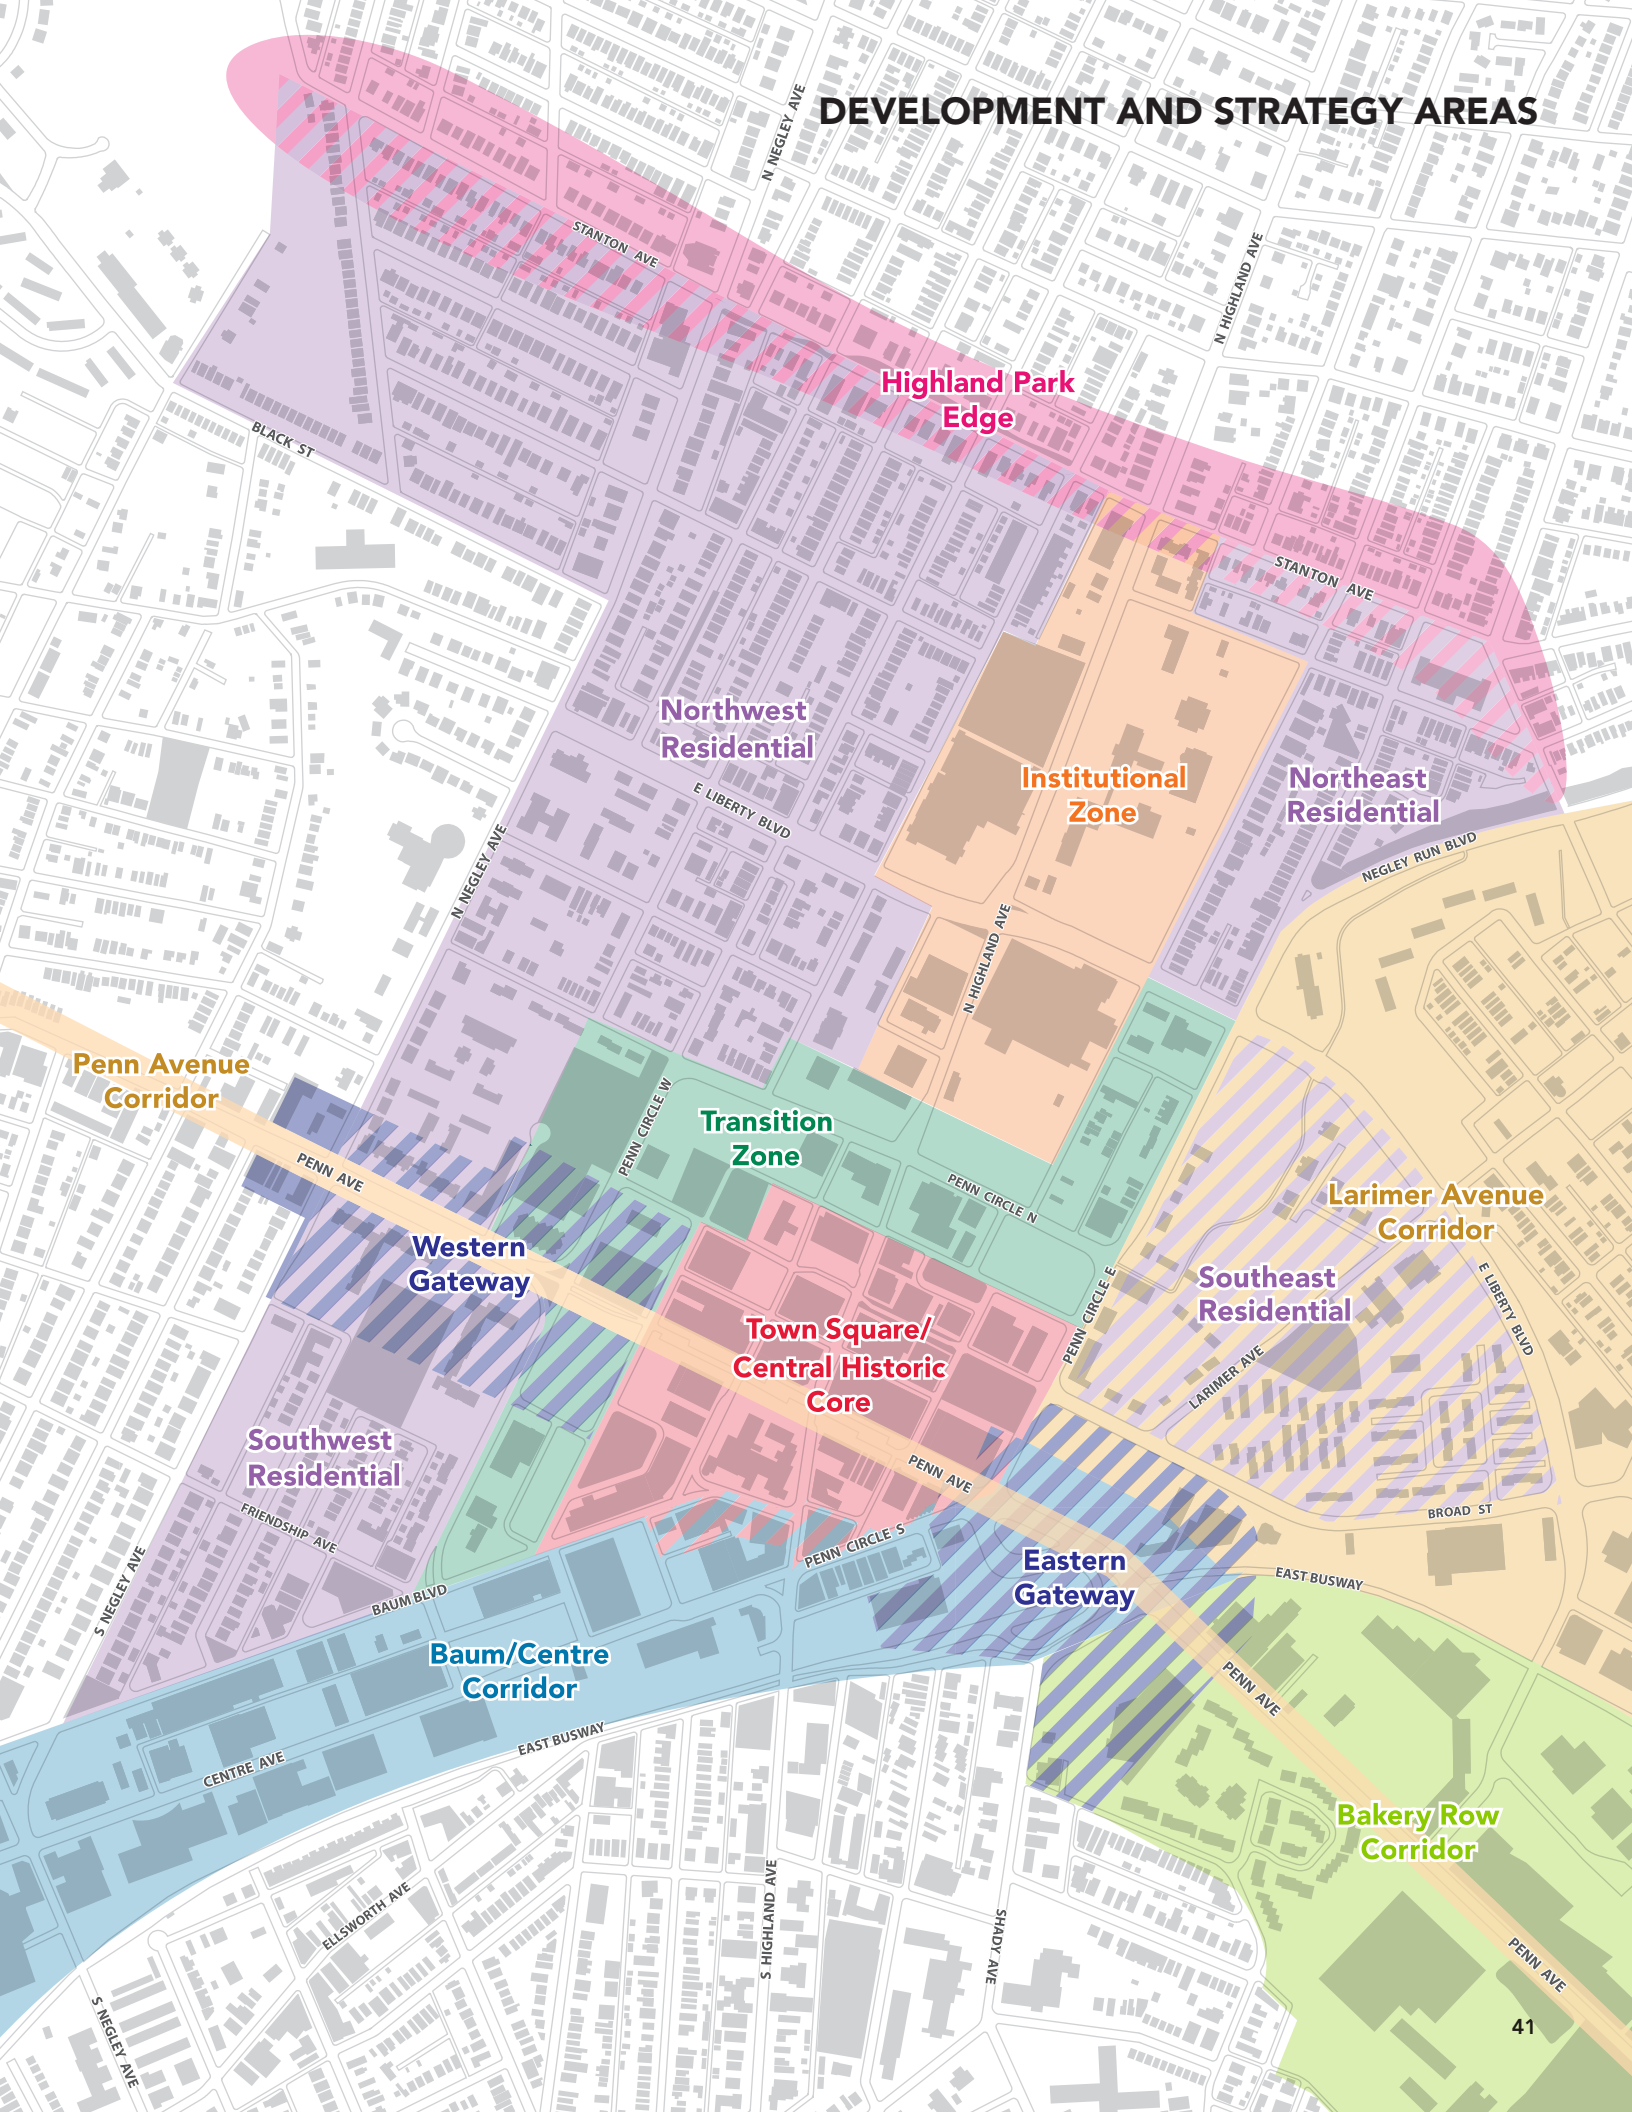 DEVELOPMENT AND STRATEGY AREAS
N NEGLEY AVE
STANTON AVE
N HIGHLAND AVE
Highland Park
Edge
BLACK ST
STANTON AVE
Northwest
Residential
Institutional
Zone
Northeast
Residential
E LIBERTY BLVD
N NEGLEY AVE
NEGLEY RUN BLVD
N HIGHLAND AVE
Penn Avenue
Corridor
PENN CIRCLE W
Transition
Zone
PENN AVE
PENN CIRCLE N
Larimer Avenue
Corridor
Western
Gateway
Southeast
Residential
E LIBERTY BLVD
PENN CIRCLE E
Town Square/
Central Historic
Core
LARIMER AVE
Southwest
Residential
PENN AVE
FRIENDSHIP AVE
BROAD ST
PENN CIRCLE S
S NEGLEY AVE
BAUM BLVD
Eastern
Gateway
EAST BUSWAY
Baum/Centre
Corridor
PENN AVE
EAST BUSWAY
CENTRE AVE
Bakery Row
Corridor
ELLSWORTH AVE
S HIGHLAND AVE
SHADY AVE
PENN AVE
S NEGLEY AVE
41